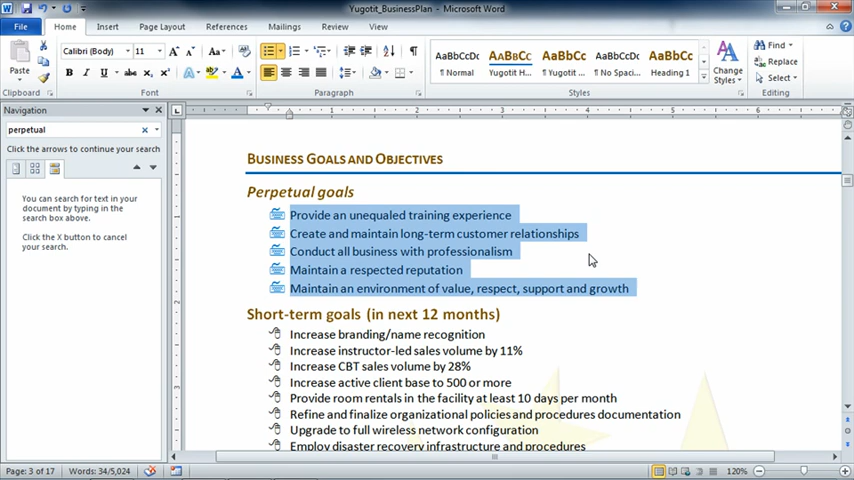 Yugotit_BusinessPlan - Microsoft Word
File Home Insert Page Layout References Mailings Review View
Calibri (Body) 11
Paste
Clipboard Font Paragraph Styles Editing
AaBbCcDc AaBbCc AaBbCc AaBbCcDc AaBbCc
¶ Normal Yugotit H... ¶ Yugotit ... ¶ No Spaci... Heading 1
Change Styles
Find
Replace
Select
Navigation
perpetual
Click the arrows to continue your search
You can search for text in your
document by typing in the
search box above.
Click the X button to cancel
your search.
Business Goals and Objectives
Perpetual goals
Provide an unequaled training experience
Create and maintain long-term customer relationships
Conduct all business with professionalism
Maintain a respected reputation
Maintain an environment of value, respect, support and growth
Short-term goals (in next 12 months)
Increase branding/name recognition
Increase instructor-led sales volume by 11%
Increase CBT sales volume by 28%
Increase active client base to 500 or more
Provide room rentals in the facility at least 10 days per month
Refine and finalize organizational policies and procedures documentation
Upgrade to full wireless network configuration
Employ disaster recovery infrastructure and procedures
Page: 3 of 17 Words: 34/5,024 120%